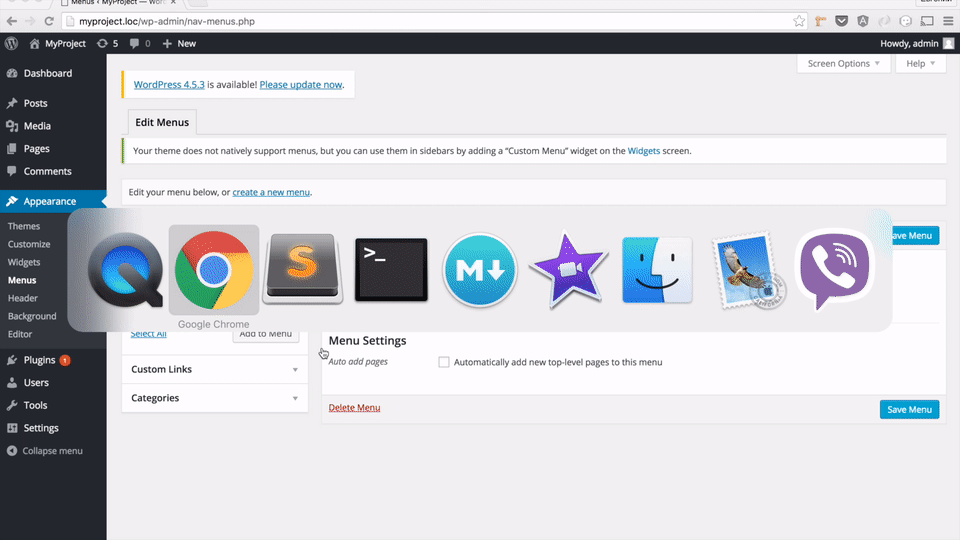 Menus ‹ MyProject — Word
myproject.loc/wp-admin/nav-menus.php
MyProject 5 0 New Howdy, admin
Screen Options Help
Dashboard
Posts
Media
Pages
Comments
Appearance
Themes
Customize
Widgets
Menus
Header
Background
Editor
Plugins 1
Users
Tools
Settings
Collapse menu
WordPress 4.5.3 is available! Please update now.
Edit Menus
Your theme does not natively support menus, but you can use them in sidebars by adding a “Custom Menu” widget on the Widgets screen.
Edit your menu below, or create a new menu.
ave Menu
S
>_
M
CALIFORNIA
Google Chrome
Select All Add to Menu
Custom Links
Categories
Menu Settings
Auto add pages Automatically add new top-level pages to this menu
Delete Menu Save Menu